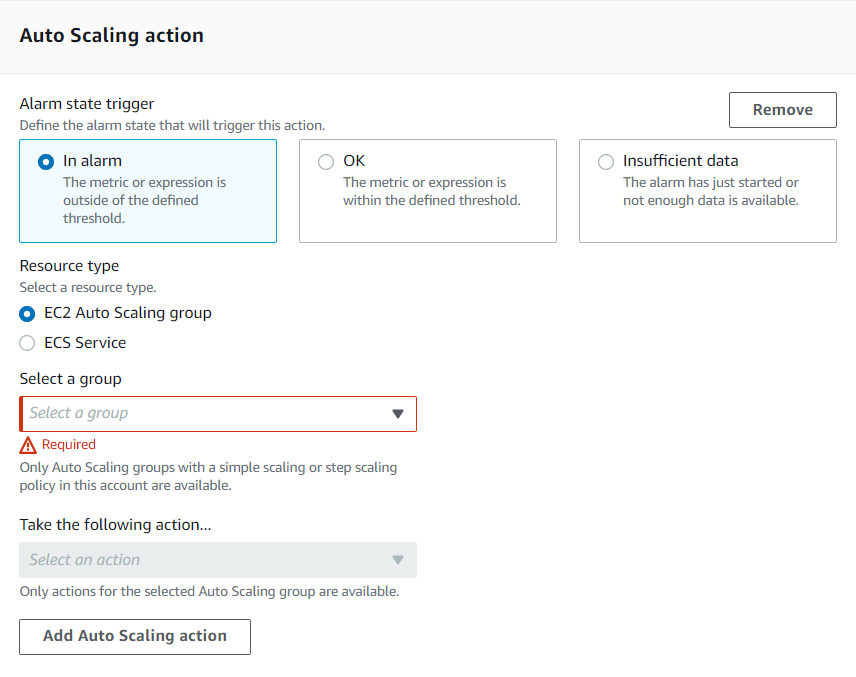 Auto Scaling action
Alarm state trigger
Define the alarm state that will trigger this action.
Remove
In alarm
The metric or expression is
outside of the defined
threshold.
OK
The metric or expression is
within the defined threshold.
Insufficient data
The alarm has just started or
not enough data is available.
Resource type
Select a resource type.
EC2 Auto Scaling group
ECS Service
Select a group
Select a group
Required
Only Auto Scaling groups with a simple scaling or step scaling
policy in this account are available.
Take the following action...
Select an action
Only actions for the selected Auto Scaling group are available.
Add Auto Scaling action